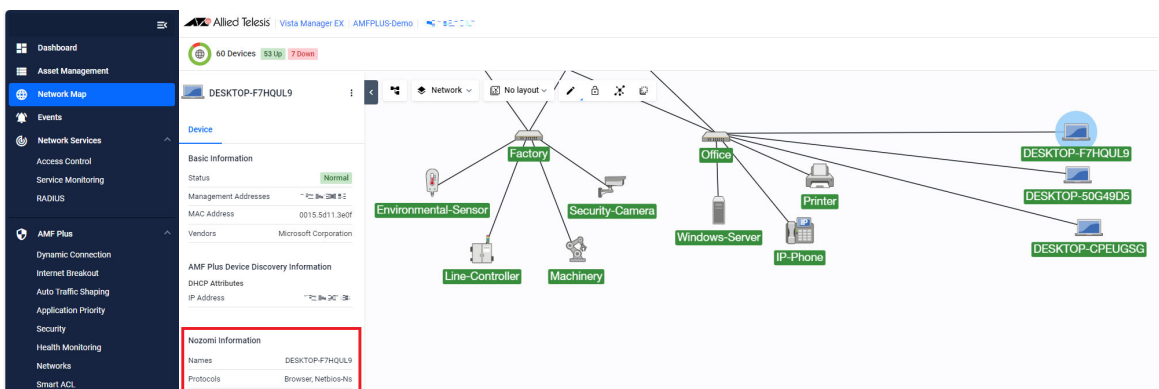 Allied Telesis Vista Manager EX AMFPLUS-Demo
60 Devices 53 Up 7 Down
Dashboard
Asset Management
Network Map
Events
Network Services
Access Control
Service Monitoring
RADIUS
AMF Plus
Dynamic Connection
Internet Breakout
Auto Traffic Shaping
Application Priority
Security
Health Monitoring
Networks
Smart ACL
DESKTOP-F7HQUL9
Device
Basic Information
Status Normal
Management Addresses
MAC Address 0015.5d11.3e0f
Vendors Microsoft Corporation
AMF Plus Device Discovery Information
DHCP Attributes
IP Address
Nozomi Information
Names DESKTOP-F7HQUL9
Protocols Browser, Netbios-Ns
Network No layout
Factory
Office
DESKTOP-F7HQUL9
DESKTOP-50G49D5
Printer
Environmental-Sensor
Security-Camera
Windows-Server
DESKTOP-CPEUGSG
IP-Phone
Line-Controller
Machinery